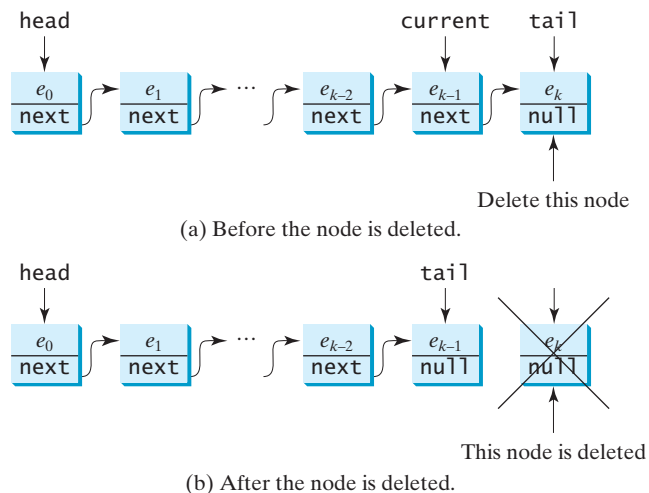 head current tail
e0 e1 ... ek–2 ek–1 ek
next next next next null
Delete this node
(a) Before the node is deleted.
head tail
e0 e1 ... ek–2 ek–1 ek
next next next null null
This node is deleted
(b) After the node is deleted.